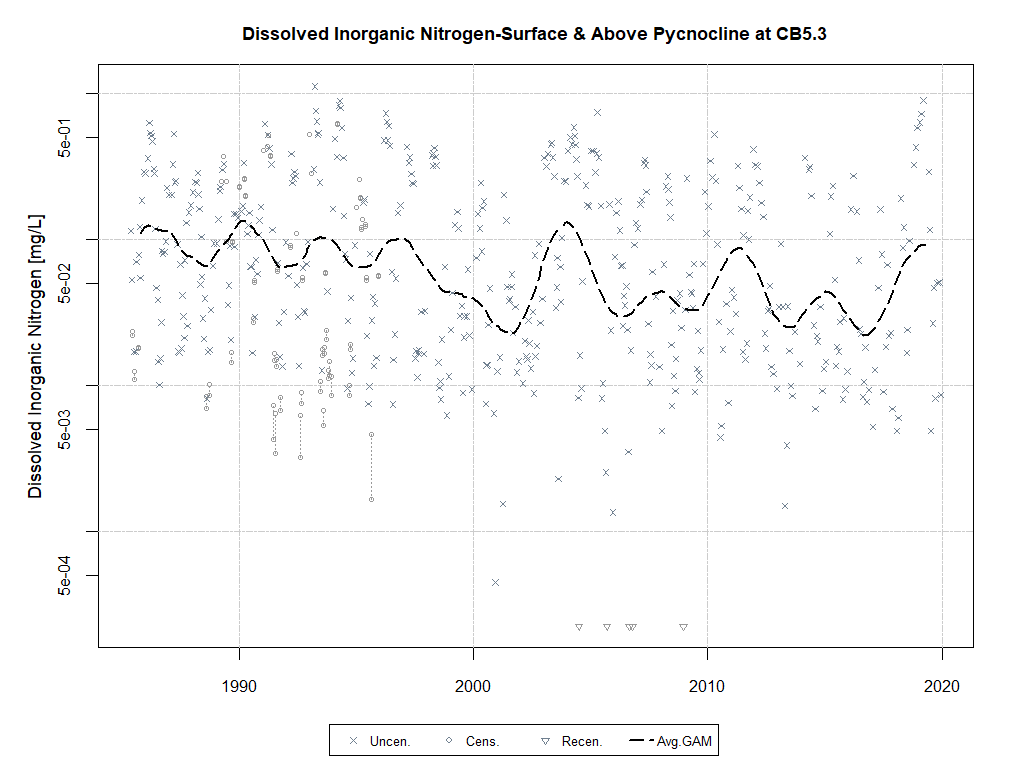 Dissolved Inorganic Nitrogen-Surface & Above Pycnocline at CB5.3
Dissolved Inorganic Nitrogen [mg/L]
5e-01
5e-02
5e-03
5e-04
1990 2000 2010 2020
Uncen. Cens. Recen. Avg.GAM